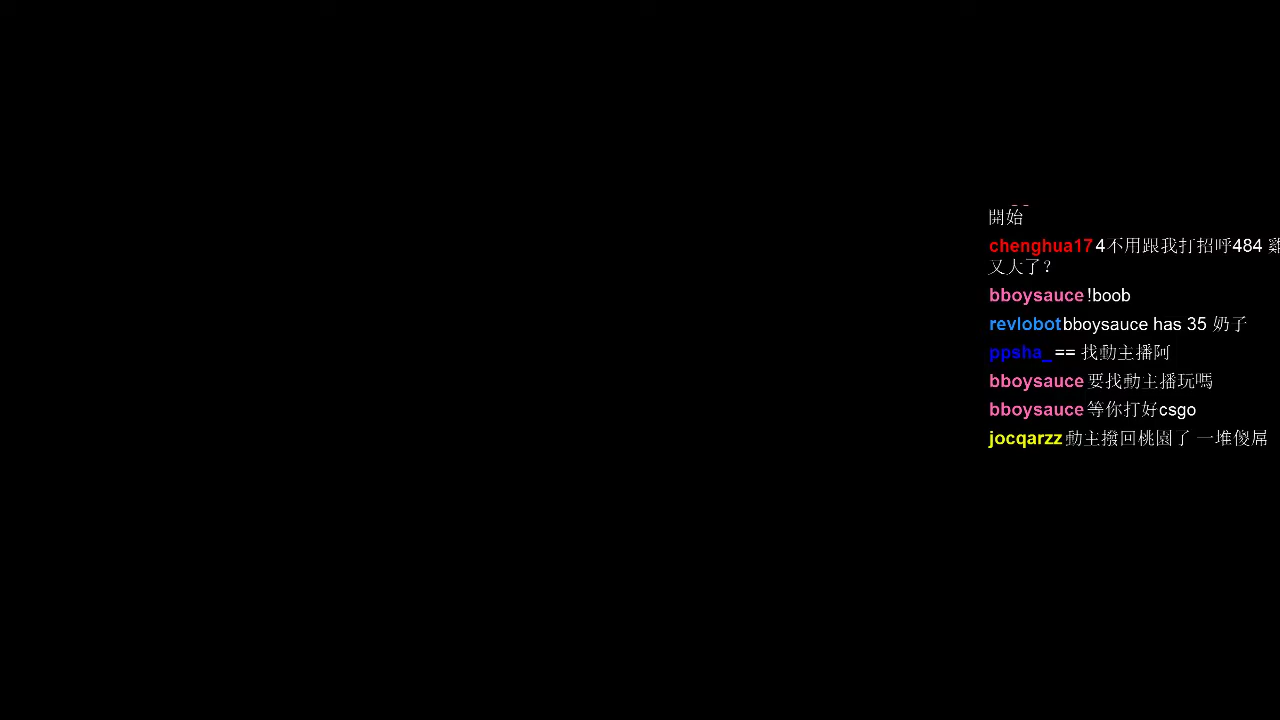 開始
chenghua17 4不用跟我打招呼484
又大了?
bboysauce !boob
revlobot bboysauce has 35 奶子
ppsha_ == 找動主播阿
bboysauce 要找動主播玩嗎
bboysauce 等你打好csgo
jocqarzz 動主撥回桃園了 一堆傻屌